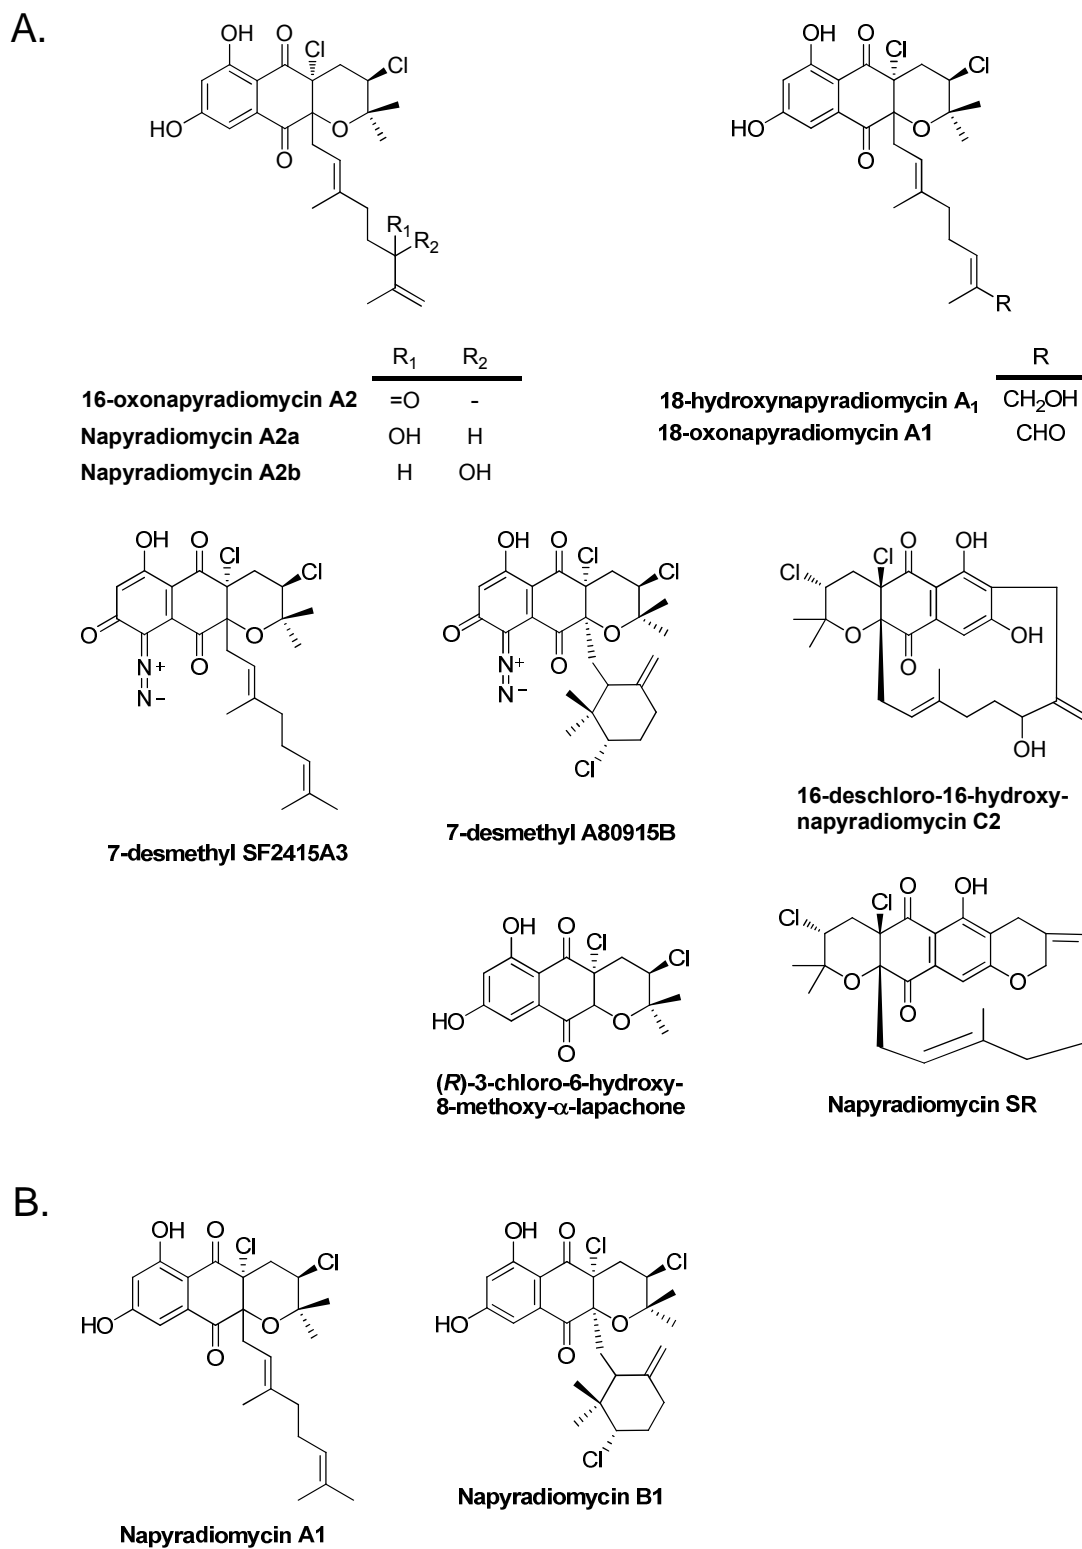 A.
OH O Cl Cl HO O O
R1 R2
OH O Cl Cl HO O O
R
R1 R2
16-oxonapyradiomycin A2 =O -
Napyradiomycin A2a OH H
Napyradiomycin A2b H OH
R
18-hydroxynapyradiomycin A1 CH2OH
18-oxonapyradiomycin A1 CHO
OH O Cl Cl O O O N+ N−
7-desmethyl SF2415A3
OH O Cl Cl O O O N+ N− Cl
7-desmethyl A80915B
Cl Cl O OH O O OH OH
16-deschloro-16-hydroxy-
napyradiomycin C2
OH O Cl Cl HO O O
(R)-3-chloro-6-hydroxy-
8-methoxy-α-lapachone
Cl Cl O OH O O O
Napyradiomycin SR
B.
OH O Cl Cl HO O O
Napyradiomycin A1
OH O Cl Cl HO O O Cl
Napyradiomycin B1